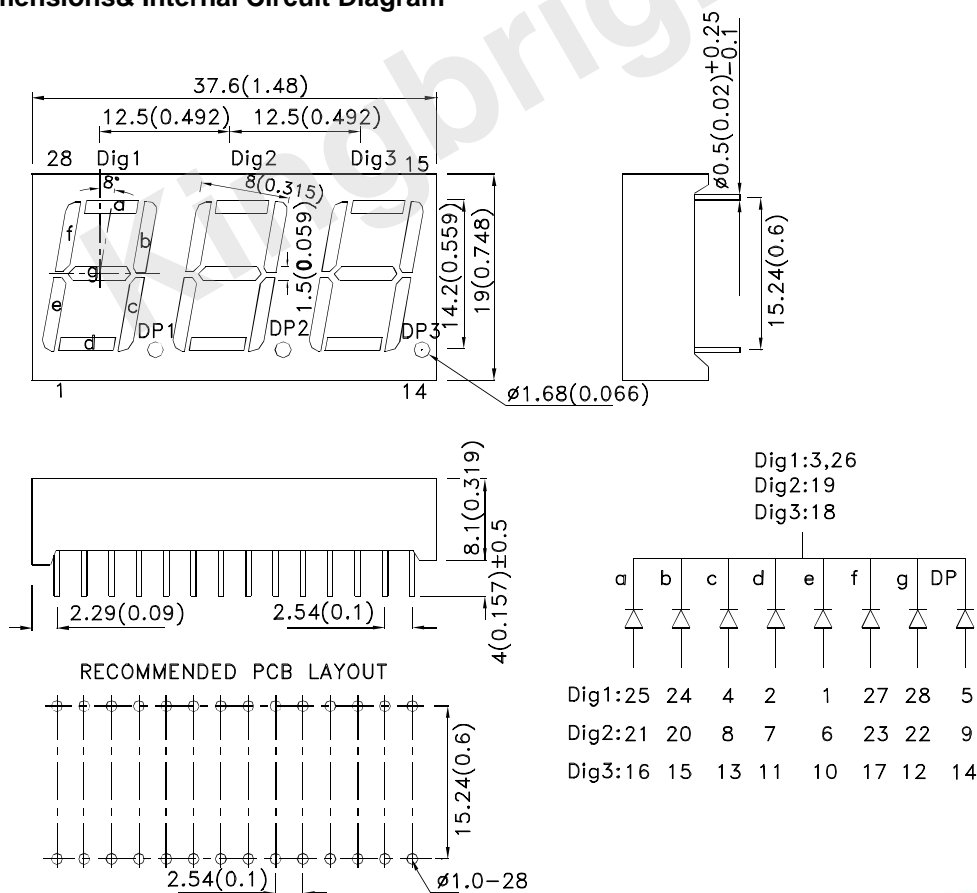 mensions& Internal Circuit Diagram
Kingbrigh
37.6(1.48)
12.5(0.492) 12.5(0.492)
28 Dig1 Dig2 Dig3 15
8°
8(0.315)
a
f
b
g
e
c
d
1.5(0.059)
DP1 DP2 DP3
14.2(0.559)
19(0.748)
1 14
ø1.68(0.066)
ø0.5(0.02)+0.25
-0.1
15.24(0.6)
8.1(0.319)
4(0.157)±0.5
2.29(0.09) 2.54(0.1)
RECOMMENDED PCB LAYOUT
15.24(0.6)
2.54(0.1)
ø1.0-28
Dig1:3,26
Dig2:19
Dig3:18
a b c d e f g DP
Dig1:25 24 4 2 1 27 28 5
Dig2:21 20 8 7 6 23 22 9
Dig3:16 15 13 11 10 17 12 14